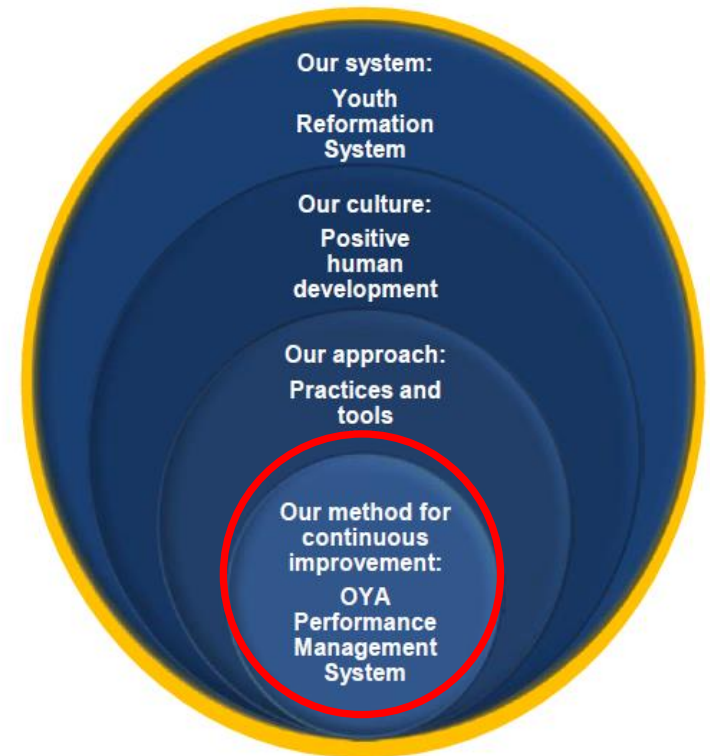 Our system:
Youth
Reformation
System
Our culture:
Positive
human
development
Our approach:
Practices and
tools
Our method for
continuous
improvement:
OYA
Performance
Management
System